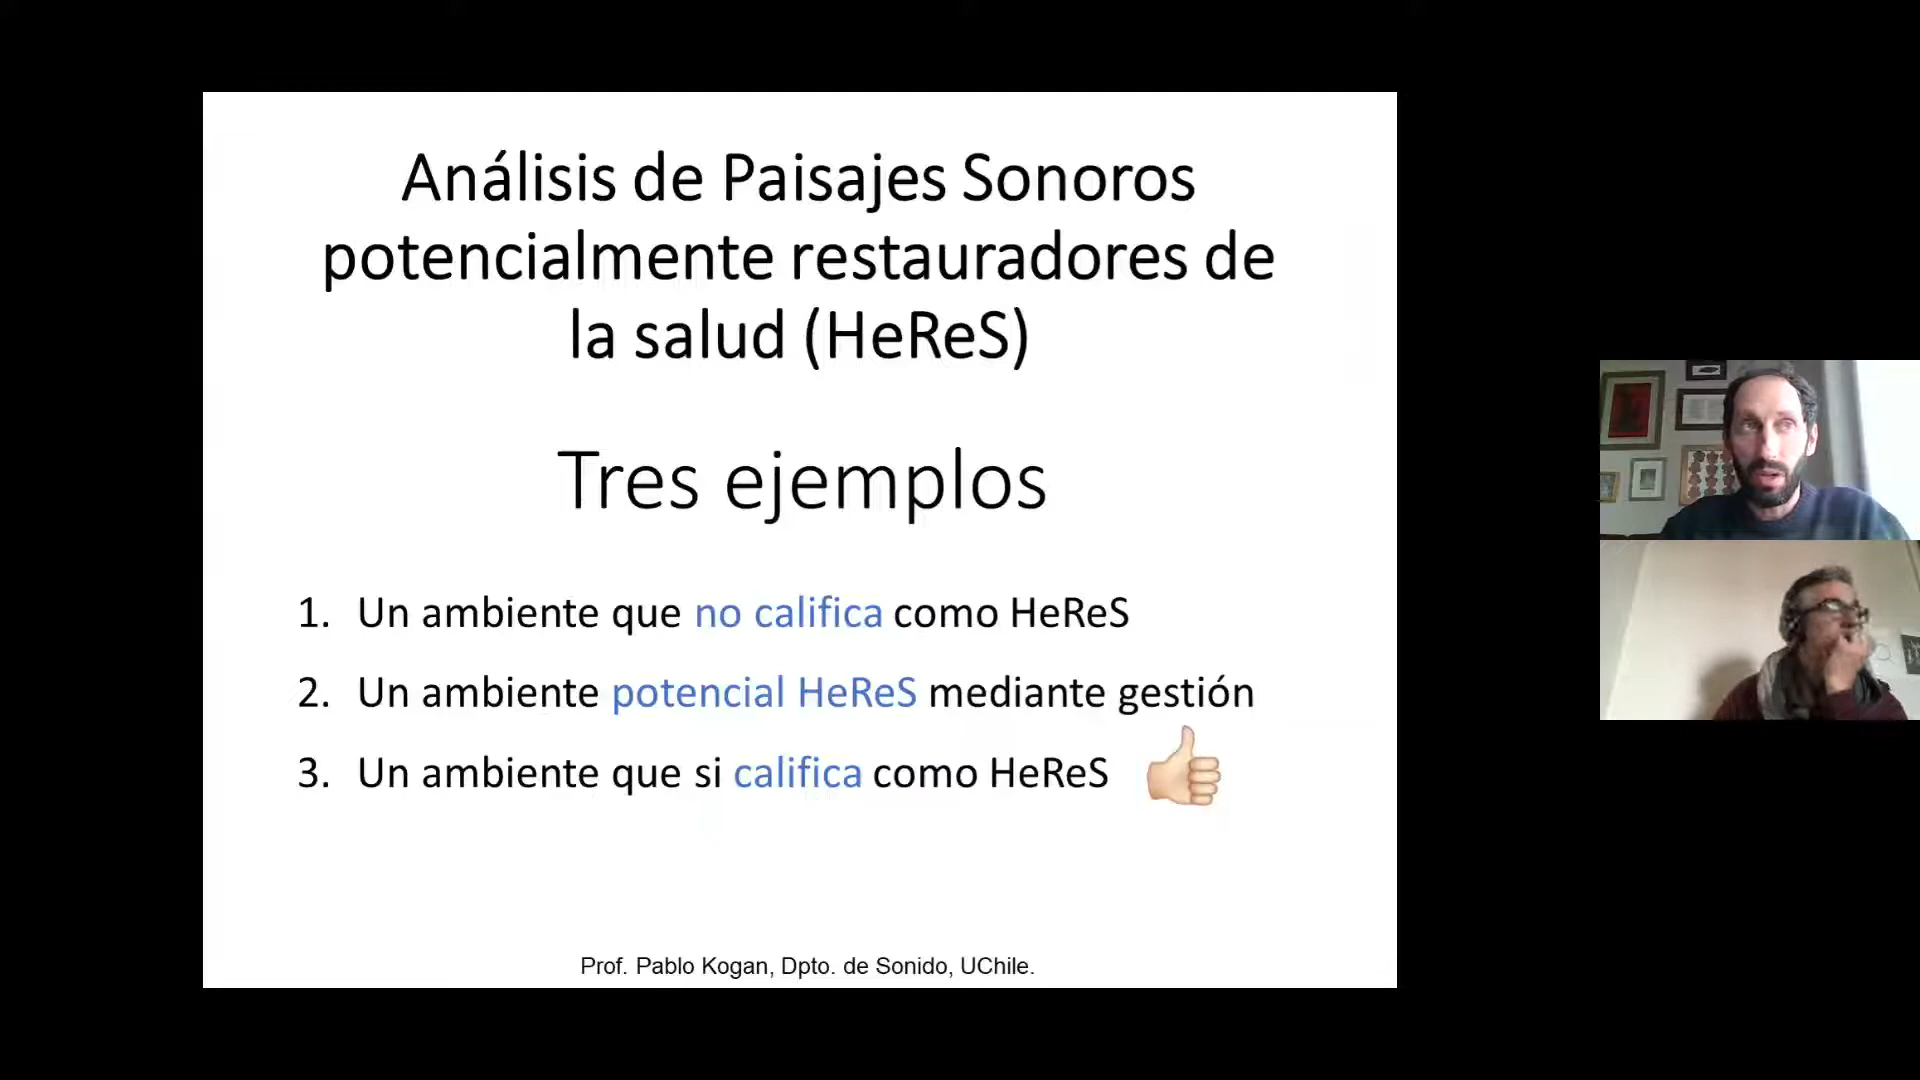 Análisis de Paisajes Sonoros
potencialmente restauradores de
la salud (HeReS)
Tres ejemplos
1. Un ambiente que no califica como HeReS
2. Un ambiente potencial HeReS mediante gestión
3. Un ambiente que si califica como HeReS
Prof. Pablo Kogan, Dpto. de Sonido, UChile.